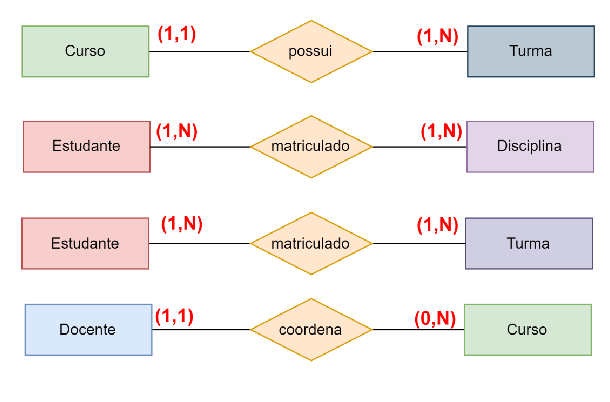 Curso (1,1) possui (1,N) Turma
Estudante (1,N) matriculado (1,N) Disciplina
Estudante (1,N) matriculado (1,N) Turma
Docente (1,1) coordena (0,N) Curso